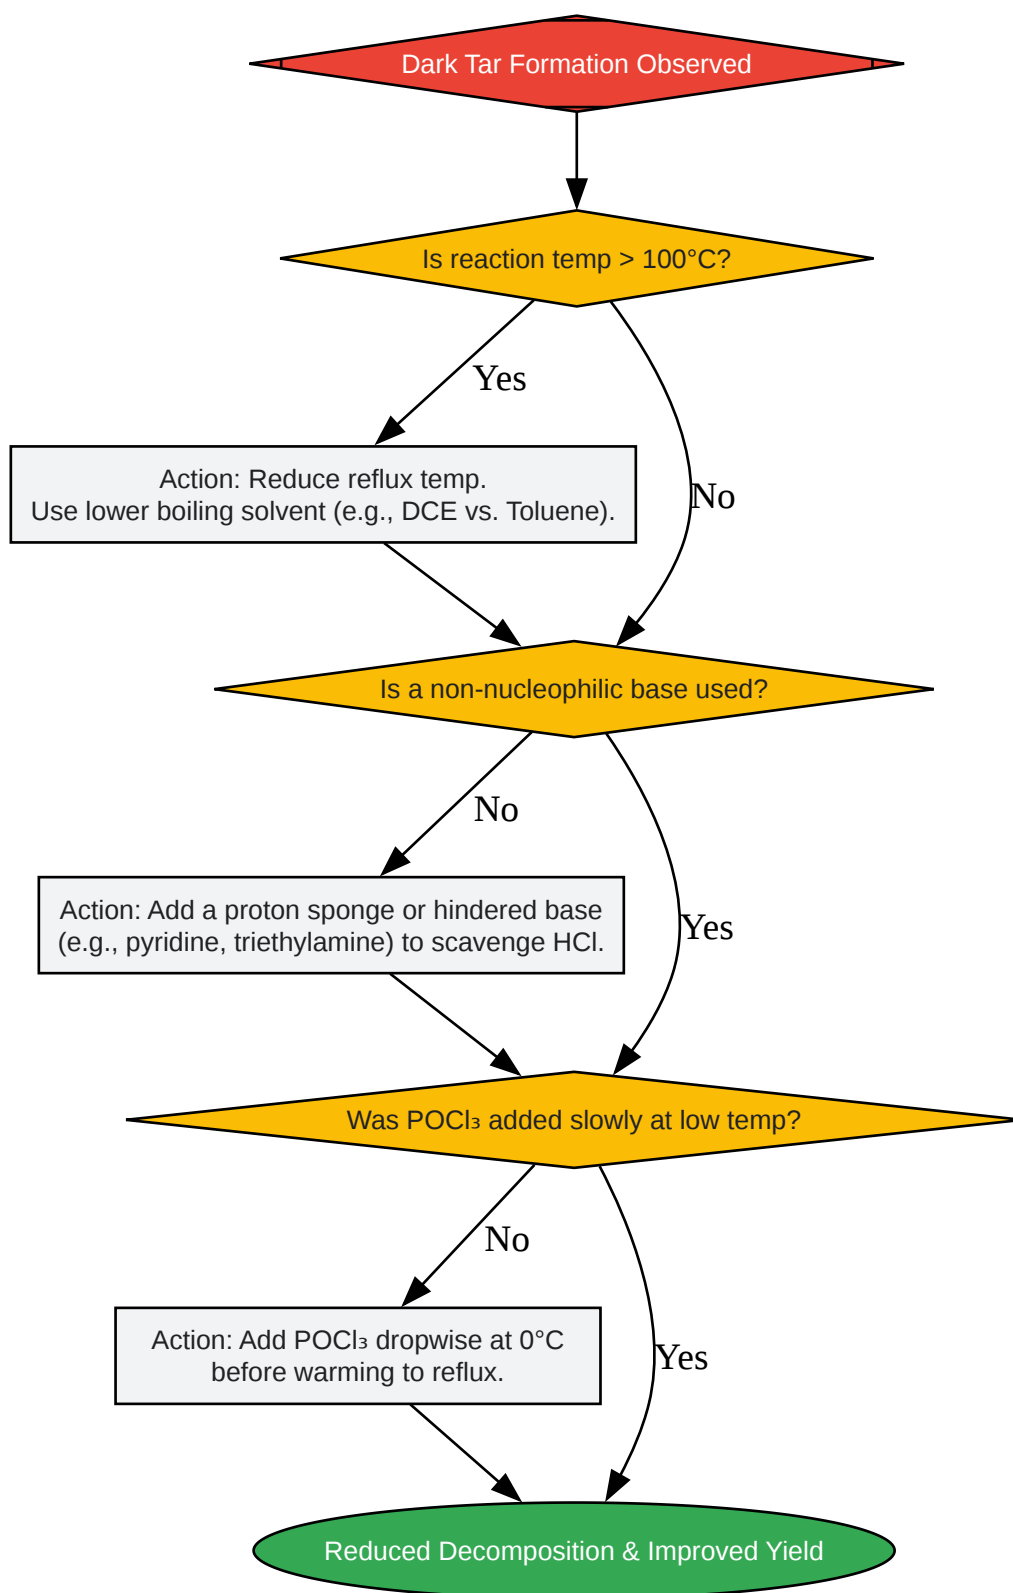 Dark Tar Formation Observed
Is reaction temp > 100°C?
Yes
Action: Reduce reflux temp.
Use lower boiling solvent (e.g., DCE vs. Toluene).
No
Is a non-nucleophilic base used?
No
Action: Add a proton sponge or hindered base
(e.g., pyridine, triethylamine) to scavenge HCl.
Yes
Was POCl₃ added slowly at low temp?
No
Action: Add POCl₃ dropwise at 0°C
before warming to reflux.
Yes
Reduced Decomposition & Improved Yield